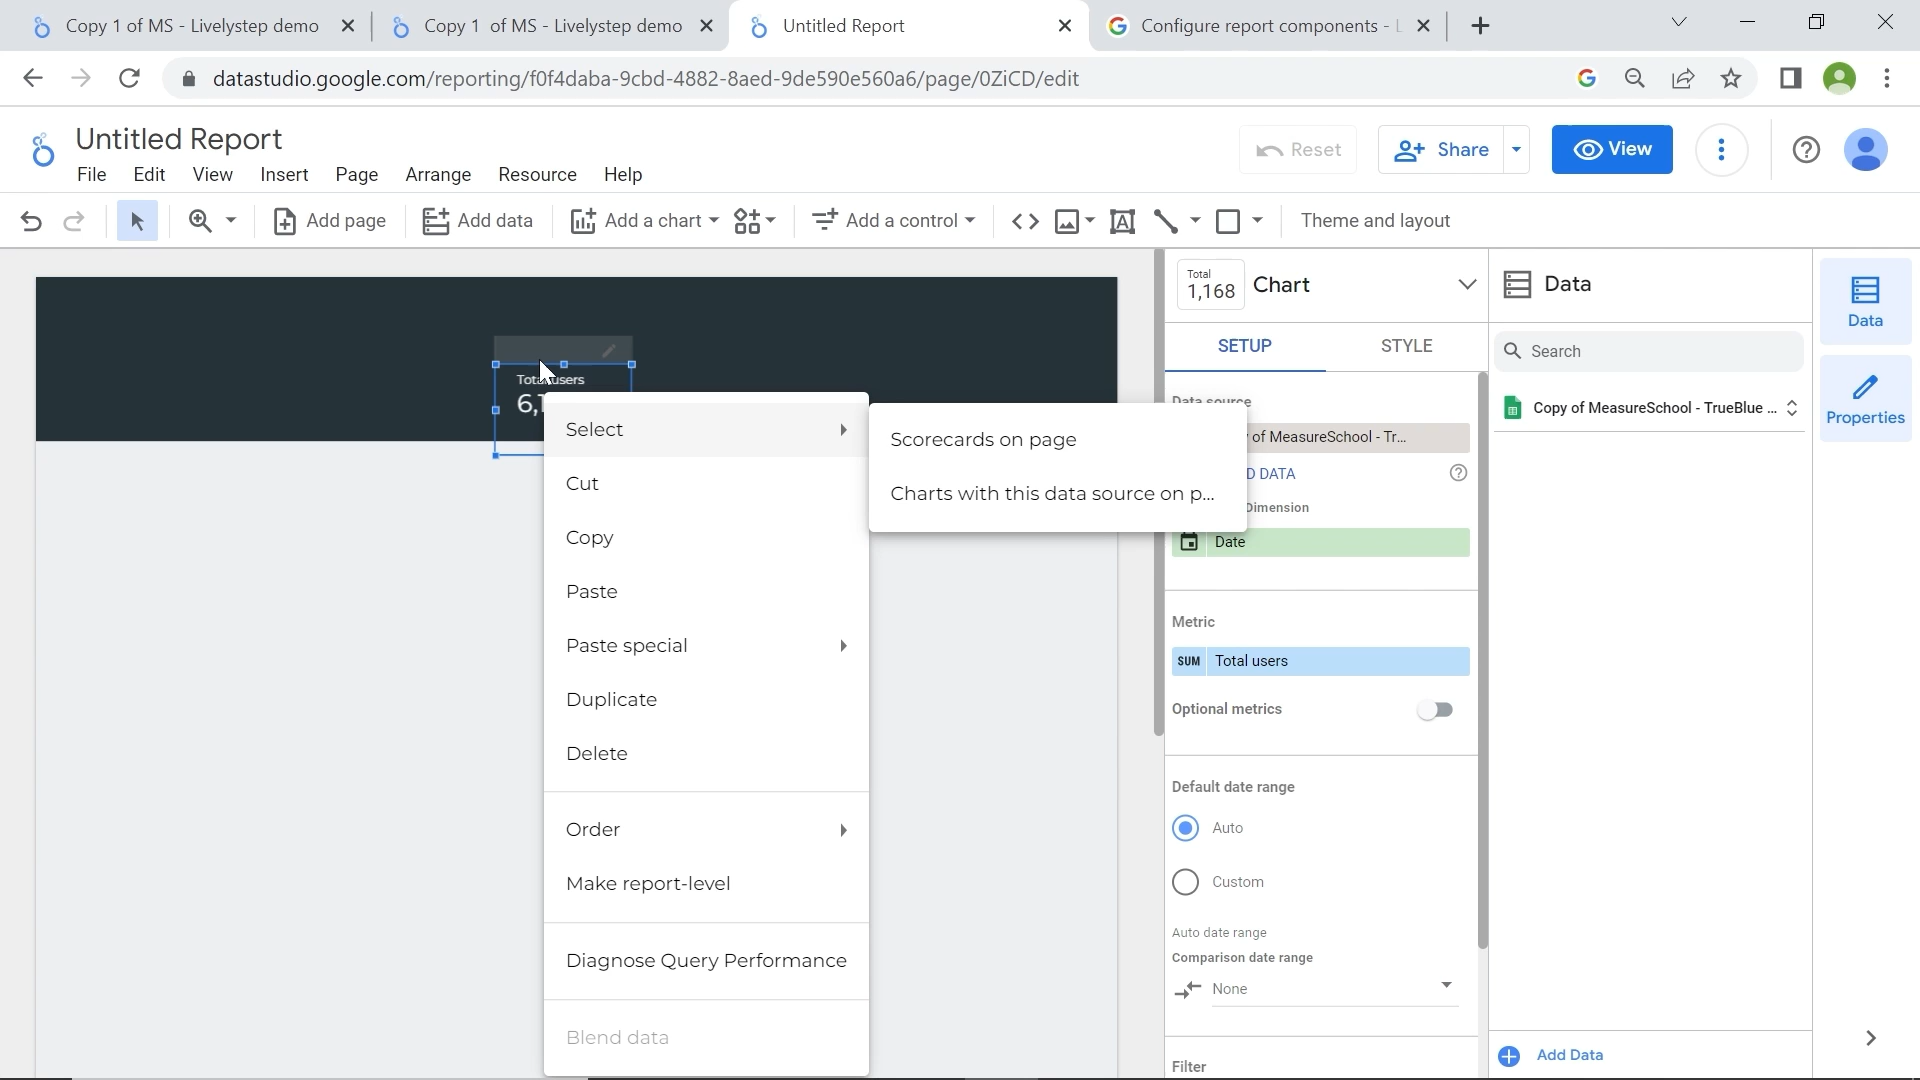 Copy 1 of MS - Livelystep demo
Copy 1 of MS - Livelystep demo
Untitled Report
Configure report components - L
datastudio.google.com/reporting/f0f4daba-9cbd-4882-8aed-9de590e560a6/page/0ZiCD/edit
Untitled Report
File Edit View Insert Page Arrange Resource Help
Reset
Share
View
Add page
Add data
Add a chart
Add a control
Theme and layout
Total users
6,1
Select
Cut
Copy
Paste
Paste special
Duplicate
Delete
Order
Make report-level
Diagnose Query Performance
Blend data
Scorecards on page
Charts with this data source on p...
Total
1,168
Chart
SETUP
STYLE
Data source
of MeasureSchool - Tr...
D DATA
Dimension
Date
Metric
SUM Total users
Optional metrics
Default date range
Auto
Custom
Auto date range
Comparison date range
None
Filter
Data
Search
Copy of MeasureSchool - TrueBlue ...
Add Data
Data
Properties